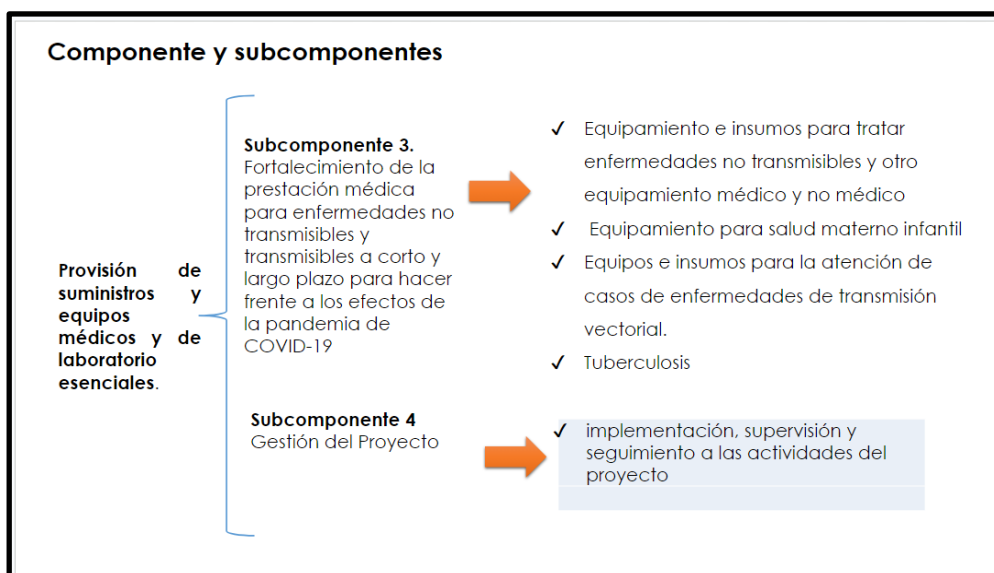 Componente y subcomponentes
Provisión de
suministros y
equipos
médicos y de
laboratorio
esenciales.
Subcomponente 3.
Fortalecimiento de la
prestación médica
para enfermedades no
transmisibles y
transmisibles a corto y
largo plazo para hacer
frente a los efectos de
la pandemia de
COVID-19
✓ Equipamiento e insumos para tratar
enfermedades no transmisibles y otro
equipamiento médico y no médico
✓ Equipamiento para salud materno infantil
✓ Equipos e insumos para la atención de
casos de enfermedades de transmisión
vectorial.
✓ Tuberculosis
Subcomponente 4
Gestión del Proyecto
✓ implementación, supervisión y
seguimiento a las actividades del
proyecto